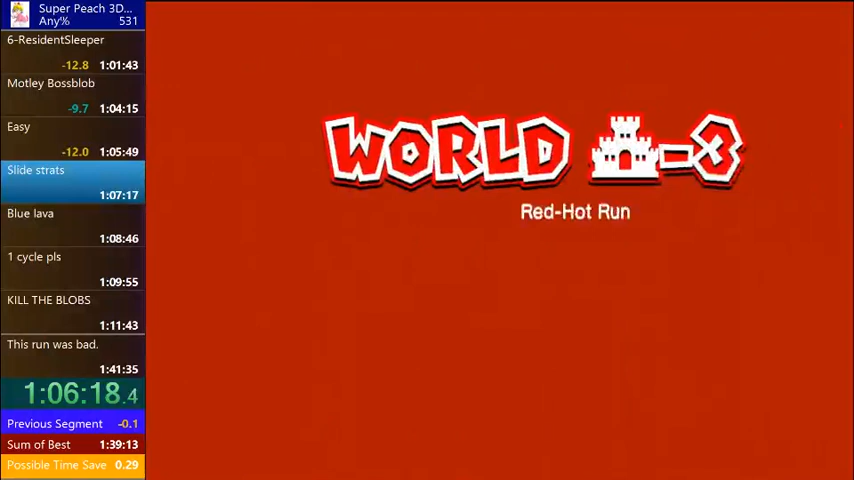 Super Peach 3D...
Any% 531
6-ResidentSleeper
-12.8 1:01:43
Motley Bossblob
-9.7 1:04:15
Easy
-12.0 1:05:49
Slide strats
1:07:17
Blue lava
1:08:46
1 cycle pls
1:09:55
KILL THE BLOBS
1:11:43
This run was bad.
1:41:35
1:06:18.4
Previous Segment -0.1
Sum of Best 1:39:13
Possible Time Save 0.29
WORLD -3
Red-Hot Run